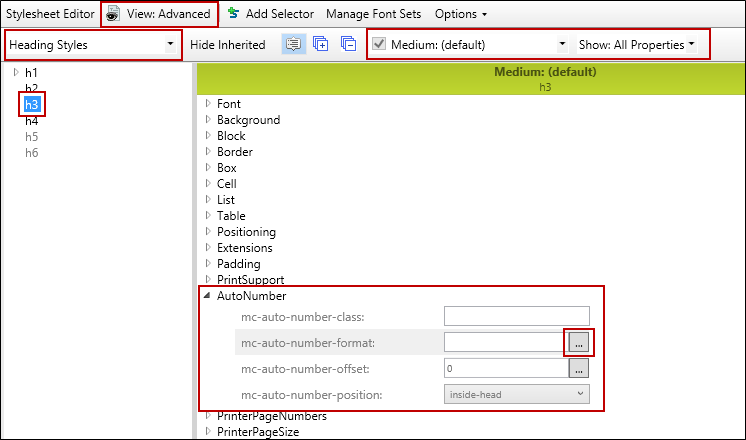 Stylesheet Editor View: Advanced Add Selector Manage Font Sets Options
Heading Styles Hide Inherited Medium: (default) Show: All Properties
h1
h2
h3
h4
h5
h6
Medium: (default)
h3
Font
Background
Block
Border
Box
Cell
List
Table
Positioning
Extensions
Padding
PrintSupport
AutoNumber
mc-auto-number-class:
mc-auto-number-format: ...
mc-auto-number-offset: 0 ...
mc-auto-number-position: inside-head
PrinterPageNumbers
PrinterPageSize